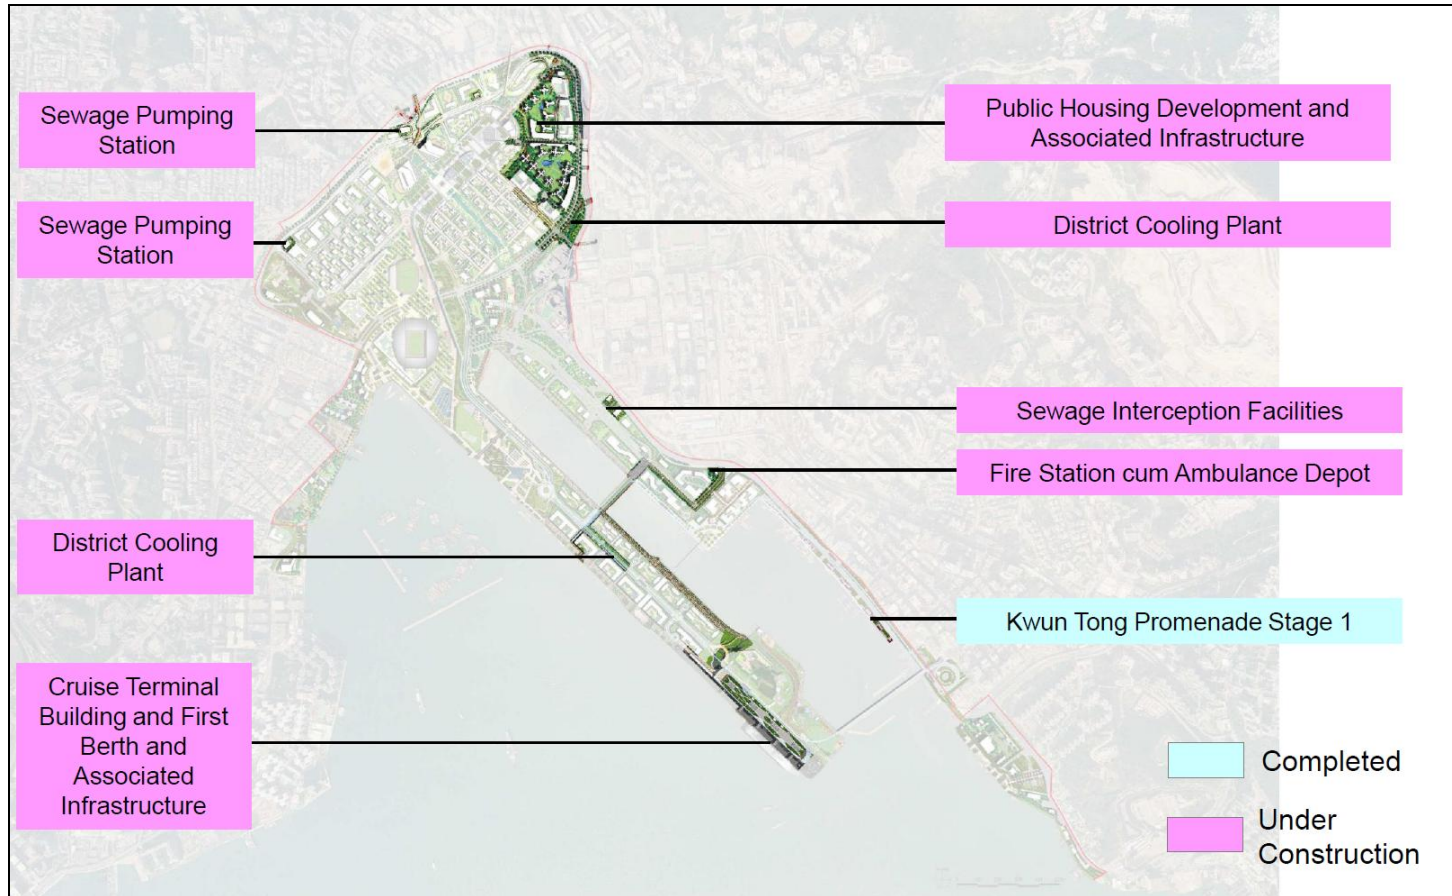 Sewage Pumping
Station
Sewage Pumping
Station
District Cooling
Plant
Cruise Terminal
Building and First
Berth and
Associated
Infrastructure
Public Housing Development and
Associated Infrastructure
District Cooling Plant
Sewage Interception Facilities
Fire Station cum Ambulance Depot
Kwun Tong Promenade Stage 1
Completed
Under
Construction